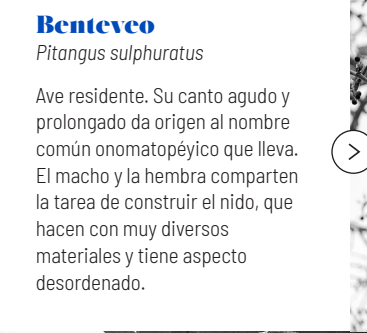 Benteveo
Pitangus sulphuratus
Ave residente. Su canto agudo y
prolongado da origen al nombre
común onomatopéyico que lleva.
El macho y la hembra comparten
la tarea de construir el nido, que
hacen con muy diversos
materiales y tiene aspecto
desordenado.